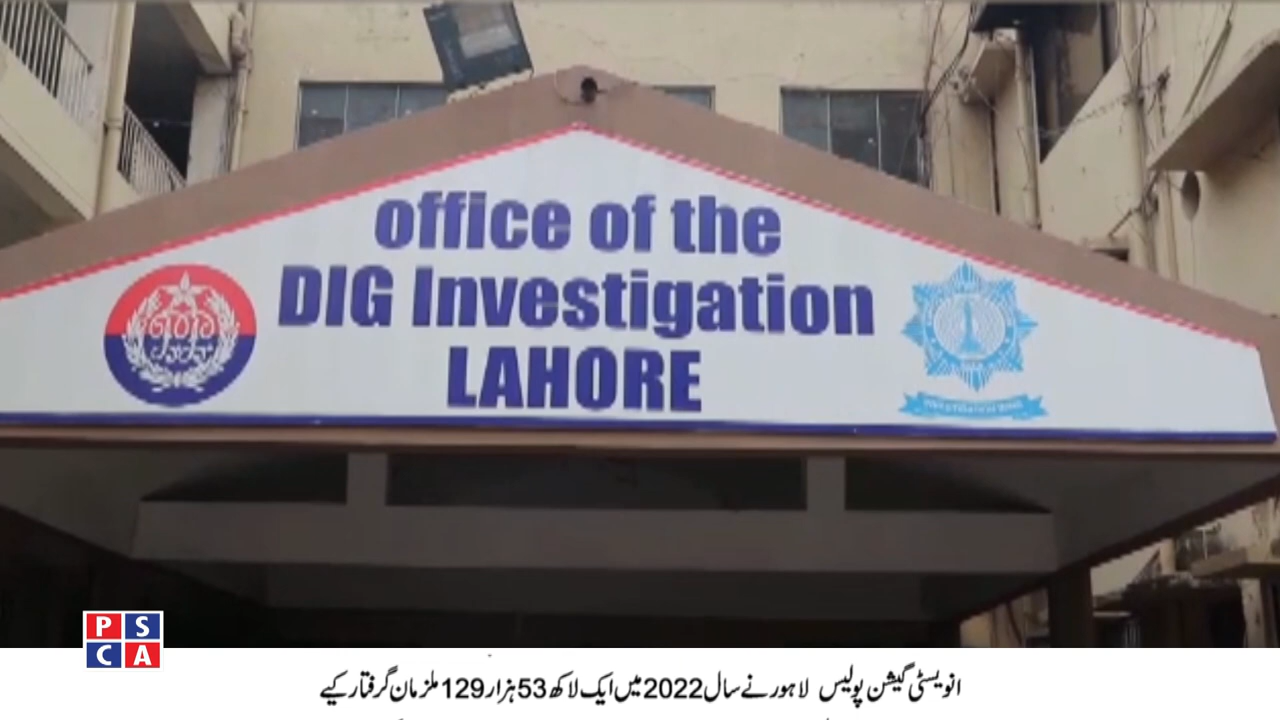 office of the
DIG Investigation
LAHORE
P S
C A
انویسٹی گیشن پولیس لاہور نے سال 2022 میں ایک لاکھ 53 ہزار 129 ملزمان گرفتار کیے